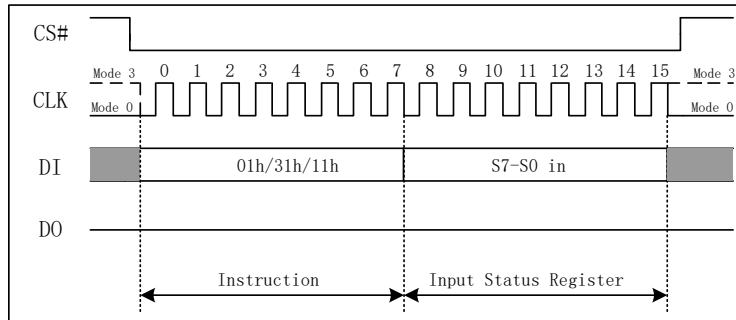 CS#
Mode 3 0 1 2 3 4 5 6 7 8 9 10 11 12 13 14 15 Mode 3
CLK
Mode 0 Mode 0
DI 01h/31h/11h S7-S0 in
DO
Instruction Input Status Register